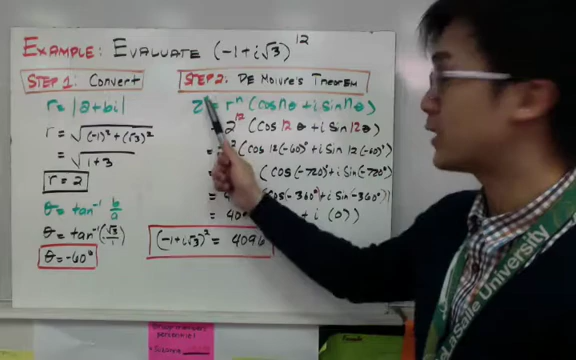 EXAMPLE: EVALUATE (-1+i√3)^12
STEP 1: Convert
r = |a+bi|
r = √(-1)²+(√3)²
= √1+3
r = 2
θ = tan⁻¹ b/a
θ = tan⁻¹(√3/-1)
θ = -60°
STEP 2: DE MOIVRE'S THEOREM
= rⁿ (cos nθ + i sin nθ)
2^12 (cos 12θ + i sin 12θ)
(cos 12(-60)° + i sin 12(-60)°)
(cos(-720°) + i sin(-720°)
(cos(-360°) + i sin(-360°))
= + i (0)
(-1+i√3)² = 4096
La Salle Universit